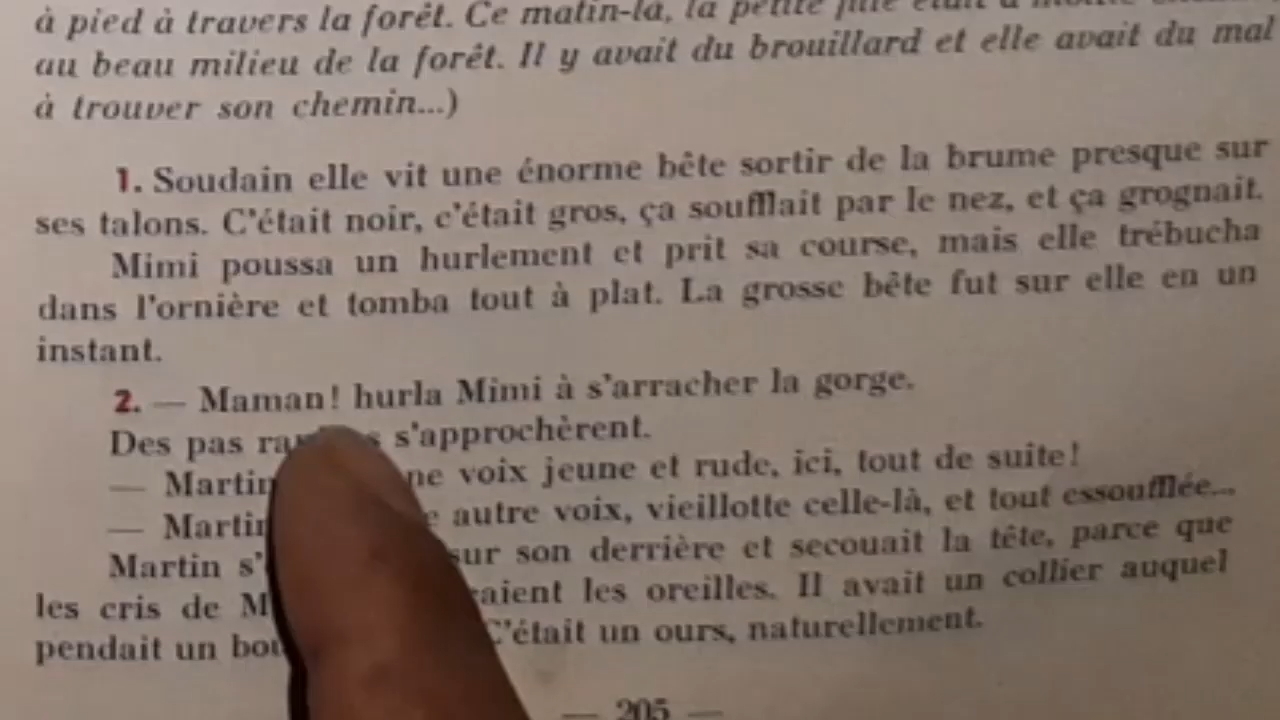 à pied à travers la forêt. Ce matin-là, la petite fille était à
au beau milieu de la forêt. Il y avait du brouillard et elle avait du mal
à trouver son chemin...)
1. Soudain elle vit une énorme bête sortir de la brume presque sur
ses talons. C'était noir, c'était gros, ça soufflait par le nez, et ça grognait.
Mimi poussa un hurlement et prit sa course, mais elle trébucha
dans l'ornière et tomba tout à plat. La grosse bête fut sur elle en un
instant.
2. — Maman! hurla Mimi à s'arracher la gorge.
Des pas s'approchèrent.
— Martin voix jeune et rude, ici, tout de suite!
— Martin autre voix, vieillotte celle-là, et tout essoufflée...
Martin sur son derrière et secouait la tête, parce que
les cris de les oreilles. Il avait un collier auquel
pendait un C'était un ours, naturellement.
— 205 —